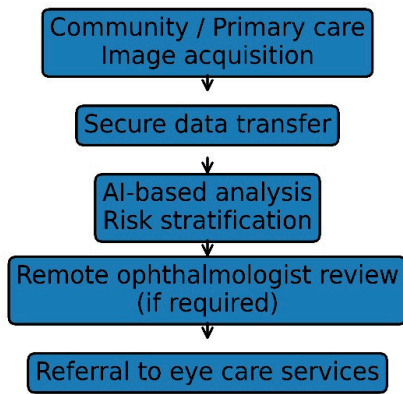 Community / Primary care
Image acquisition
Secure data transfer
AI-based analysis
Risk stratification
Remote ophthalmologist review
(if required)
Referral to eye care services